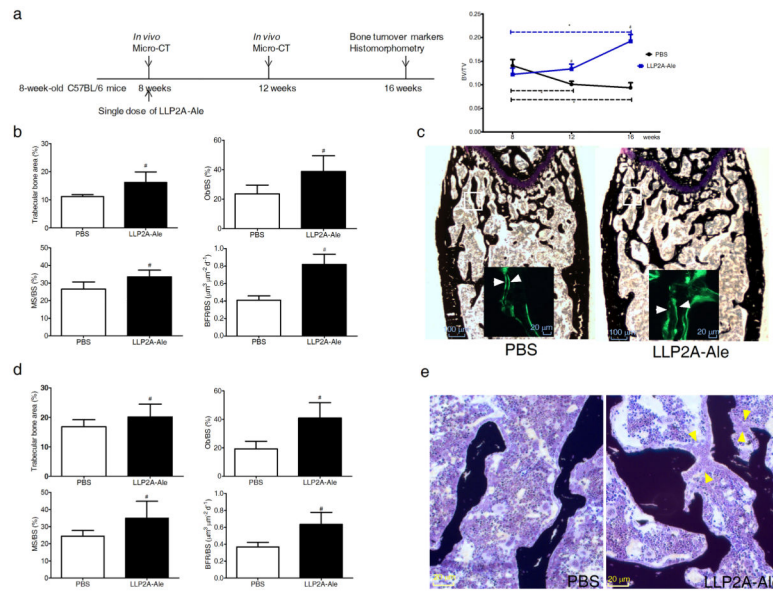 a
In vivo
Micro-CT
In vivo
Micro-CT
Bone turnover markers
Histomorphometry
8-week-old C57BL/6 mice
8 weeks
12 weeks
16 weeks
Single dose of LLP2A-Ale
BV/TV
0.25
0.20
0.15
0.10
0.05
0.00
8
12
16
weeks
*
#
#
PBS
LLP2A-Ale
b
Trabecular bone area (%)
25
20
15
10
5
0
#
PBS
LLP2A-Ale
Ob/BS (%)
60
40
20
0
#
PBS
LLP2A-Ale
MS/BS (%)
50
40
30
20
10
0
#
PBS
LLP2A-Ale
BFR/BS (µm³ µm⁻² d⁻¹)
1.0
0.8
0.6
0.4
0.2
0.0
#
PBS
LLP2A-Ale
c
20 µm
PBS
100 µm
20 µm
LLP2A-Ale
d
Trabecular bone area (%)
30
20
10
0
#
PBS
LLP2A-Ale
Ob/BS (%)
60
40
20
0
#
PBS
LLP2A-Ale
MS/BS (%)
50
40
30
20
10
0
#
PBS
LLP2A-Ale
BFR/BS (µm³ µm⁻² d⁻¹)
1.0
0.8
0.6
0.4
0.2
0.0
#
PBS
LLP2A-Ale
e
PBS
20 µm
LLP2A-Al